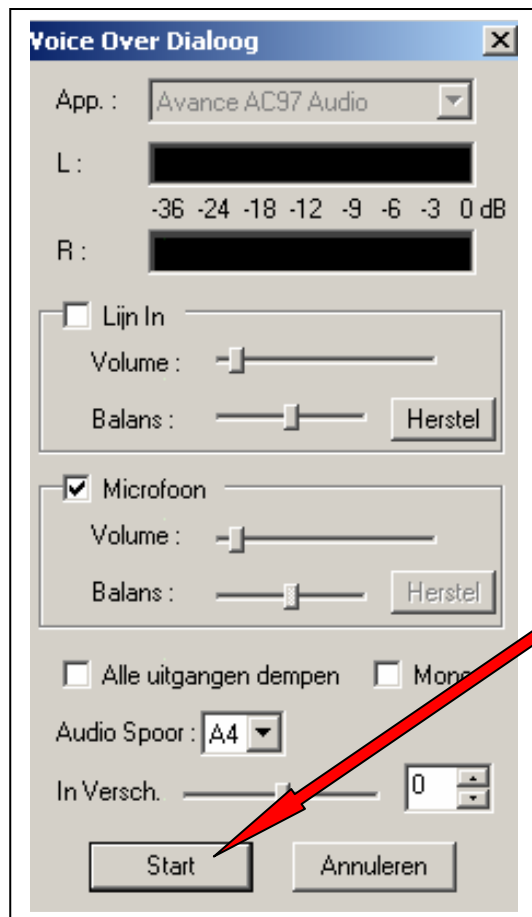 Voice Over Dialoog
App. : Avance AC97 Audio
L :
-36 -24 -18 -12 -9 -6 -3 0 dB
R :
Lijn In
Volume :
Balans : Herstel
Microfoon
Volume :
Balans : Herstel
Alle uitgangen dempen Mono
Audio Spoor : A4
In Versch. 0
Start Annuleren